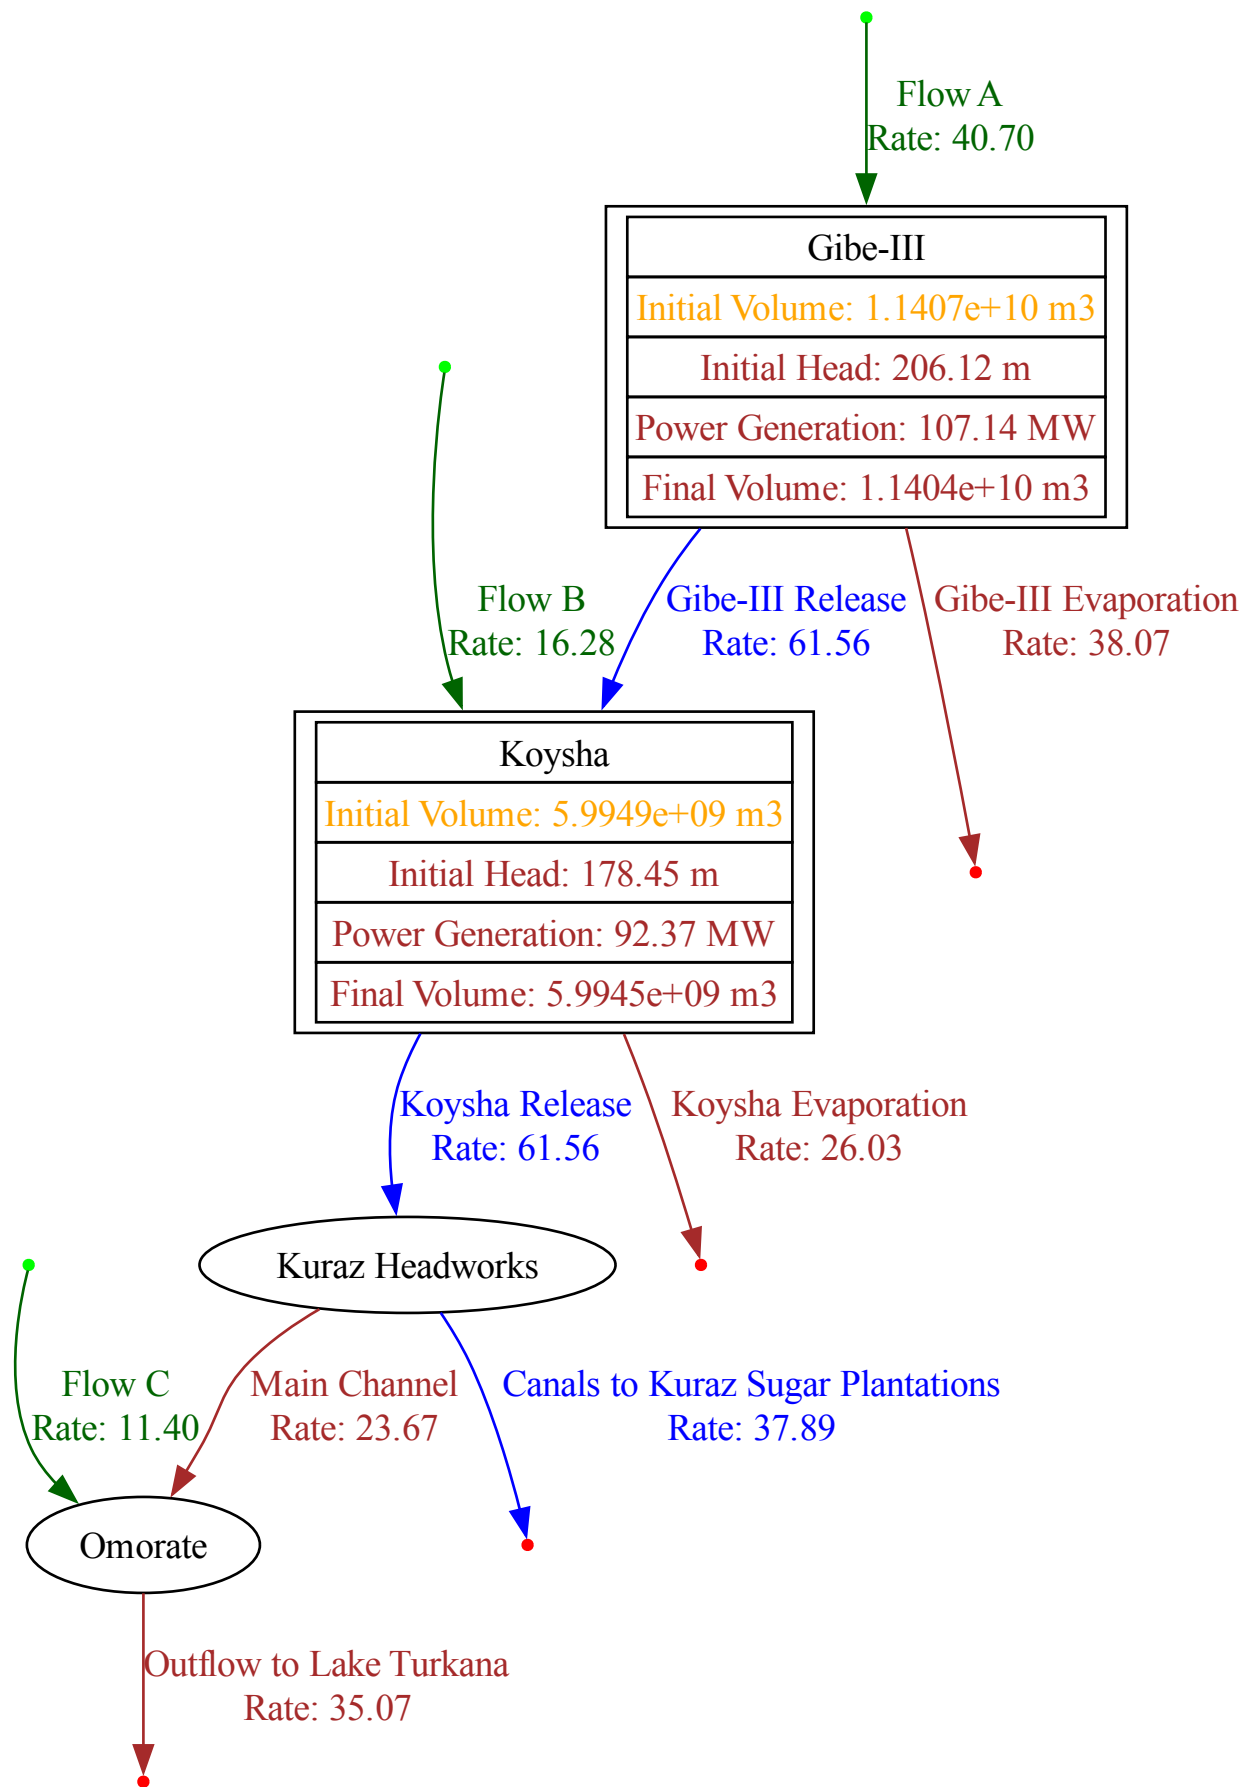 Flow A
Rate: 40.70
Gibe-III
Initial Volume: 1.1407e+10 m3
Initial Head: 206.12 m
Power Generation: 107.14 MW
Final Volume: 1.1404e+10 m3
Flow B
Rate: 16.28
Gibe-III Release
Rate: 61.56
Gibe-III Evaporation
Rate: 38.07
Koysha
Initial Volume: 5.9949e+09 m3
Initial Head: 178.45 m
Power Generation: 92.37 MW
Final Volume: 5.9945e+09 m3
Koysha Release
Rate: 61.56
Koysha Evaporation
Rate: 26.03
Kuraz Headworks
Flow C
Rate: 11.40
Main Channel
Rate: 23.67
Canals to Kuraz Sugar Plantations
Rate: 37.89
Omorate
Outflow to Lake Turkana
Rate: 35.07